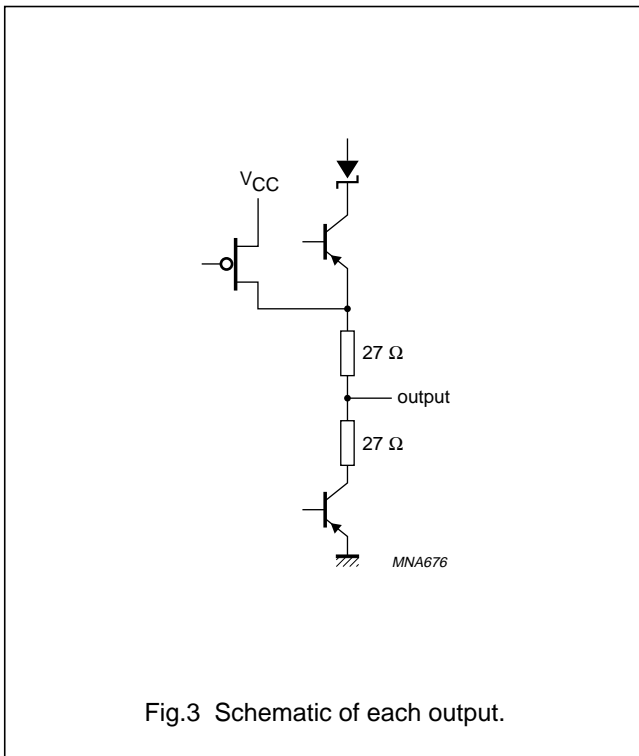 VCC
27 Ω
output
27 Ω
MNA676
Fig.3 Schematic of each output.